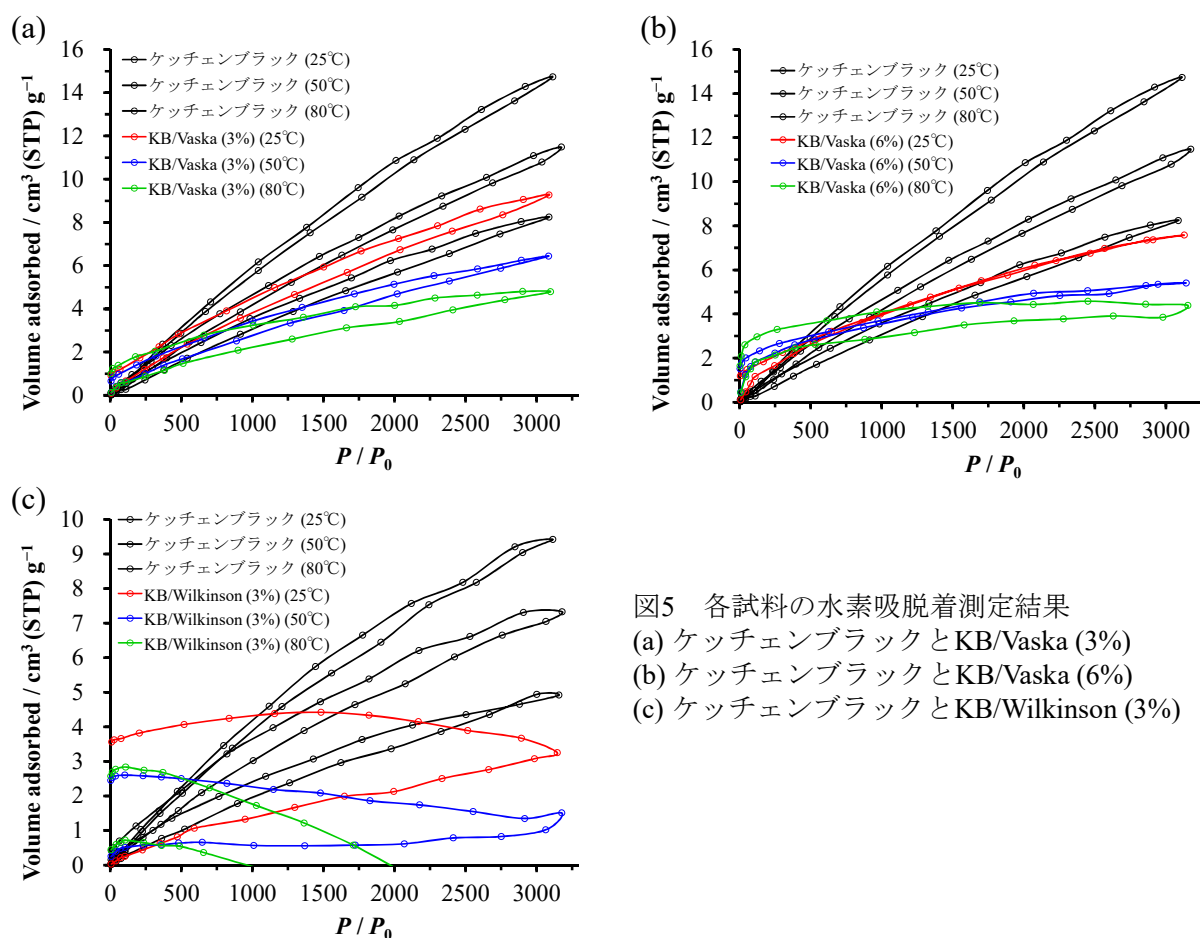 (a)
Volume adsorbed / cm³ (STP) g⁻¹
16
14
12
10
8
6
4
2
0
ケッチェンブラック (25℃)
ケッチェンブラック (50℃)
ケッチェンブラック (80℃)
KB/Vaska (3%) (25℃)
KB/Vaska (3%) (50℃)
KB/Vaska (3%) (80℃)
0 500 1000 1500 2000 2500 3000
P / P₀
(b)
Volume adsorbed / cm³ (STP) g⁻¹
16
14
12
10
8
6
4
2
0
ケッチェンブラック (25℃)
ケッチェンブラック (50℃)
ケッチェンブラック (80℃)
KB/Vaska (6%) (25℃)
KB/Vaska (6%) (50℃)
KB/Vaska (6%) (80℃)
0 500 1000 1500 2000 2500 3000
P / P₀
(c)
Volume adsorbed / cm³ (STP) g⁻¹
10
9
8
7
6
5
4
3
2
1
0
ケッチェンブラック (25℃)
ケッチェンブラック (50℃)
ケッチェンブラック (80℃)
KB/Wilkinson (3%) (25℃)
KB/Wilkinson (3%) (50℃)
KB/Wilkinson (3%) (80℃)
0 500 1000 1500 2000 2500 3000
P / P₀
図5 各試料の水素吸脱着測定結果
(a) ケッチェンブラックとKB/Vaska (3%)
(b) ケッチェンブラックとKB/Vaska (6%)
(c) ケッチェンブラックとKB/Wilkinson (3%)